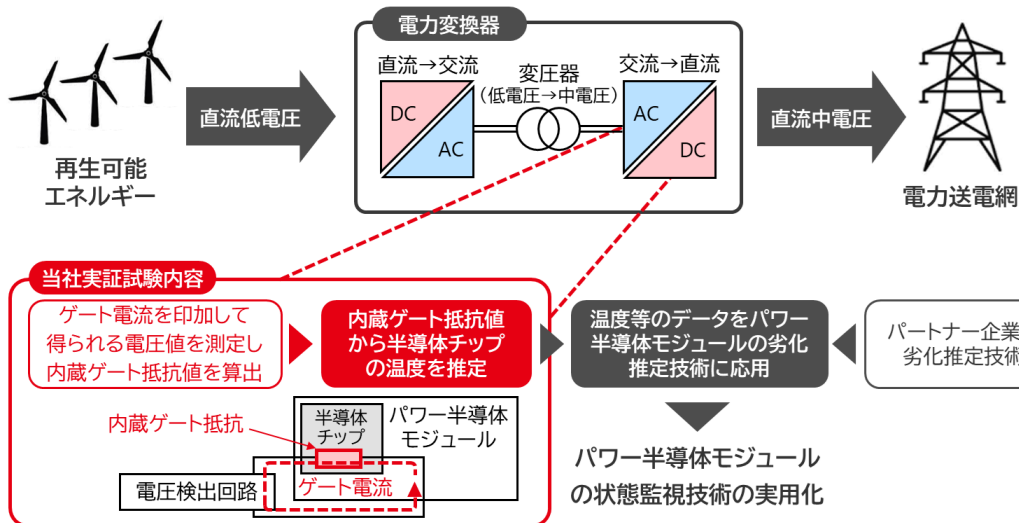 電力変換器
直流→交流
変圧器
(低電圧→中電圧)
交流→直流
DC
AC
AC
DC
直流低電圧
直流中電圧
再生可能
エネルギー
電力送電網
当社実証試験内容
ゲート電流を印加して
得られる電圧値を測定し
内蔵ゲート抵抗値を算出
内蔵ゲート抵抗値
から半導体チップ
の温度を推定
温度等のデータをパワー
半導体モジュールの劣化
推定技術に応用
パートナー企業
劣化推定技術
内蔵ゲート抵抗
半導体
チップ
パワー半導体
モジュール
電圧検出回路
ゲート電流
パワー半導体モジュール
の状態監視技術の実用化